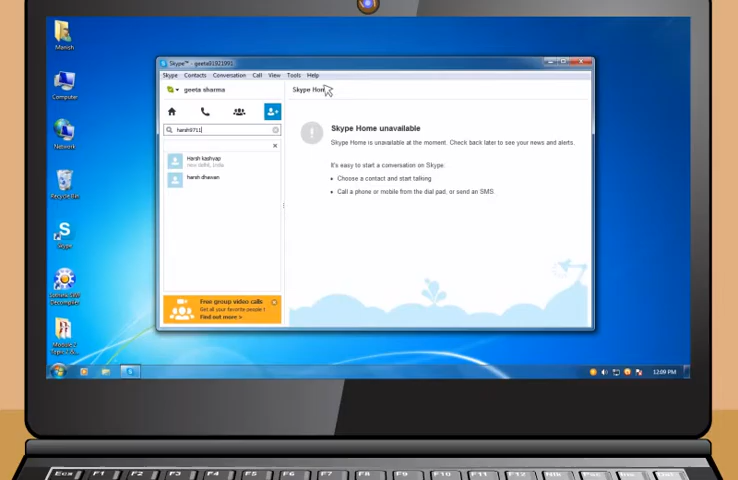 Manish
Computer
Network
Recycle Bin
Skype
Skype™ - geeta01921991
Skype Contacts Conversation Call View Tools Help
geeta sharma
harsh9711
Harsh kashyap
new delhi, India
harsh dhawan
Free group video calls
Get all your favorite people t
Find out more >
Skype Hom
Skype Home unavailable
Skype Home is unavailable at the moment. Check back later to see your news and alerts.
It's easy to start a conversation on Skype.
Choose a contact and start talking
Call a phone or mobile from the dial pad, or send an SMS
12:09 PM
Esc F1 F2 F3 F4 F5 F6 F7 F8 F9 F10 F11 F12